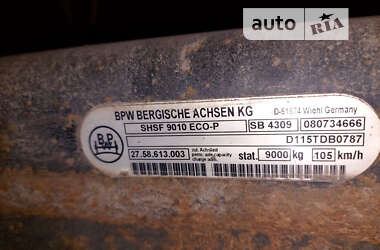 auto RIA
BPW BERGISCHE ACHSEN KG D-51674 Wiehl Germany
SHSF 9010 ECO-P SB 4309 080734666
D115TDB0787
27.58.613.003 stat. 9000 kg 105 km/h